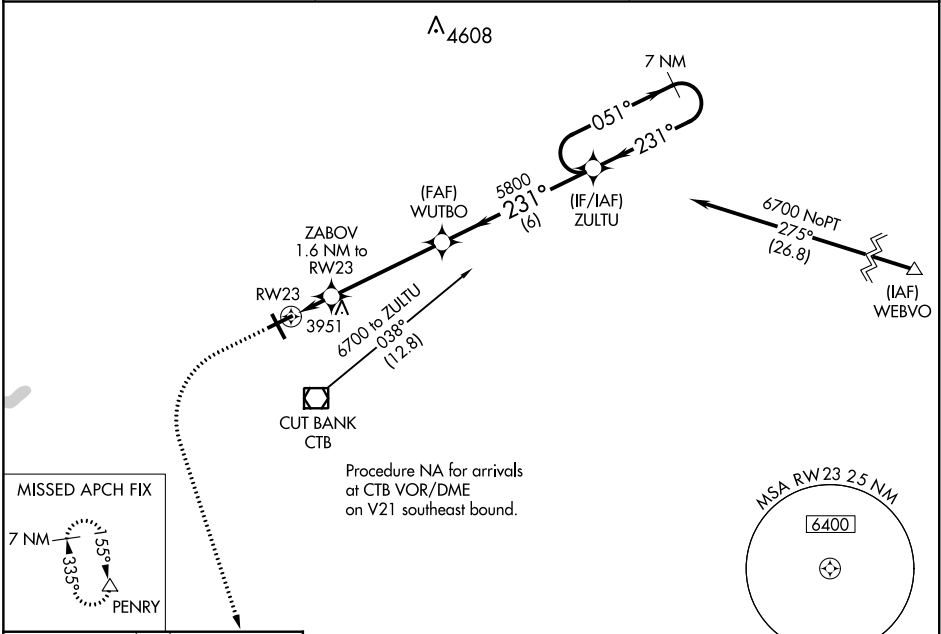 4608
7 NM
051°
231°
(IF/IAF)
ZULTU
5800
231°
(6)
(FAF)
WUTBO
ZABOV
1.6 NM to
RW23
RW23
3951
6700 NoPT
275°
(26.8)
(IAF)
WEBVO
6700 to ZULTU
038°
(12.8)
CUT BANK
CTB
Procedure NA for arrivals
at CTB VOR/DME
on V21 southeast bound.
MISSED APCH FIX
7 NM
155°
335°
PENRY
MSA RW23 25 NM
6400